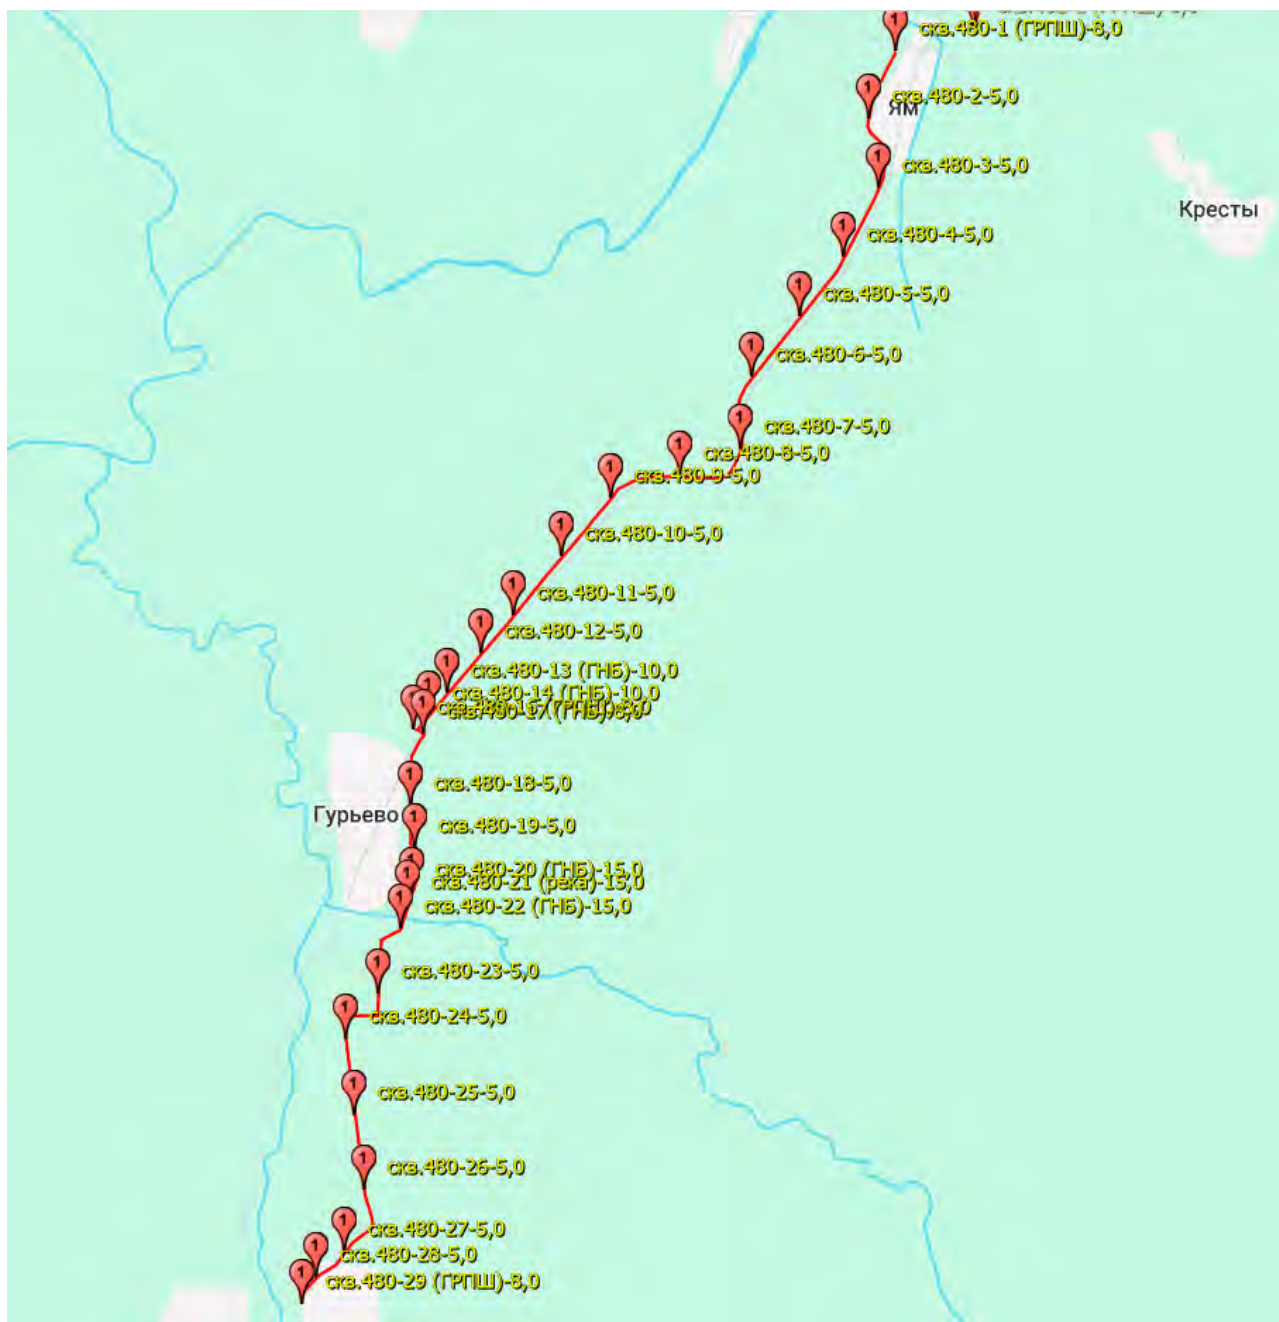 скв.480-1 (ГРПШ)-8,0
скв.480-2-5,0
Ям
скв.480-3-5,0
Кресты
скв.480-4-5,0
скв.480-5-5,0
скв.480-6-5,0
скв.480-7-5,0
скв.480-8-5,0
скв.480-9-5,0
скв.480-10-5,0
скв.480-11-5,0
скв.480-12-5,0
скв.480-13 (ГНБ)-10,0
скв.480-14 (ГНБ)-10,0
скв.480-17 (ГНБ)-8,0
скв.480-18-5,0
Гурьево
скв.480-19-5,0
скв.480-20 (ГНБ)-15,0
скв.480-21 (река)-15,0
скв.480-22 (ГНБ)-15,0
скв.480-23-5,0
скв.480-24-5,0
скв.480-25-5,0
скв.480-26-5,0
скв.480-27-5,0
скв.480-28-5,0
скв.480-29 (ГРПШ)-8,0